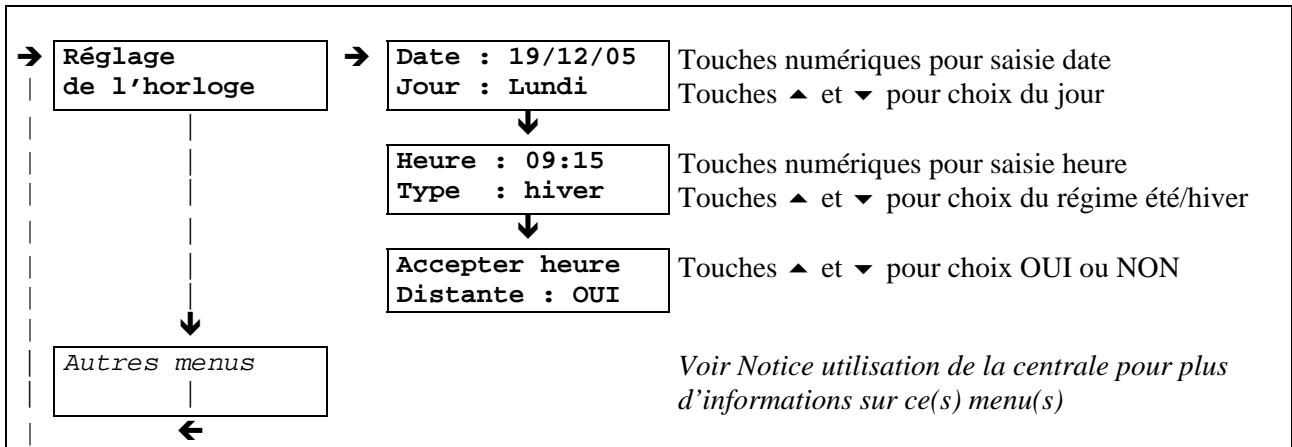 Réglage
de l'horloge
Date : 19/12/05
Jour : Lundi
Touches numériques pour saisie date
Touches ▲ et ▼ pour choix du jour
Heure : 09:15
Type : hiver
Touches numériques pour saisie heure
Touches ▲ et ▼ pour choix du régime été/hiver
Accepter heure
Distante : OUI
Touches ▲ et ▼ pour choix OUI ou NON
Autres menus
Voir Notice utilisation de la centrale pour plus
d'informations sur ce(s) menu(s)